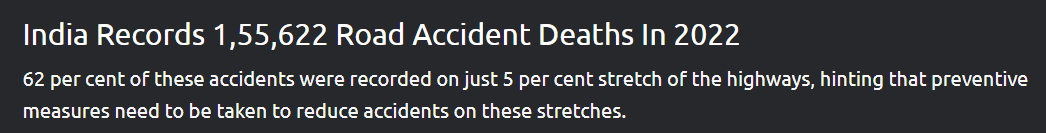 India Records 1,55,622 Road Accident Deaths In 2022
62 per cent of these accidents were recorded on just 5 per cent stretch of the highways, hinting that preventive
measures need to be taken to reduce accidents on these stretches.